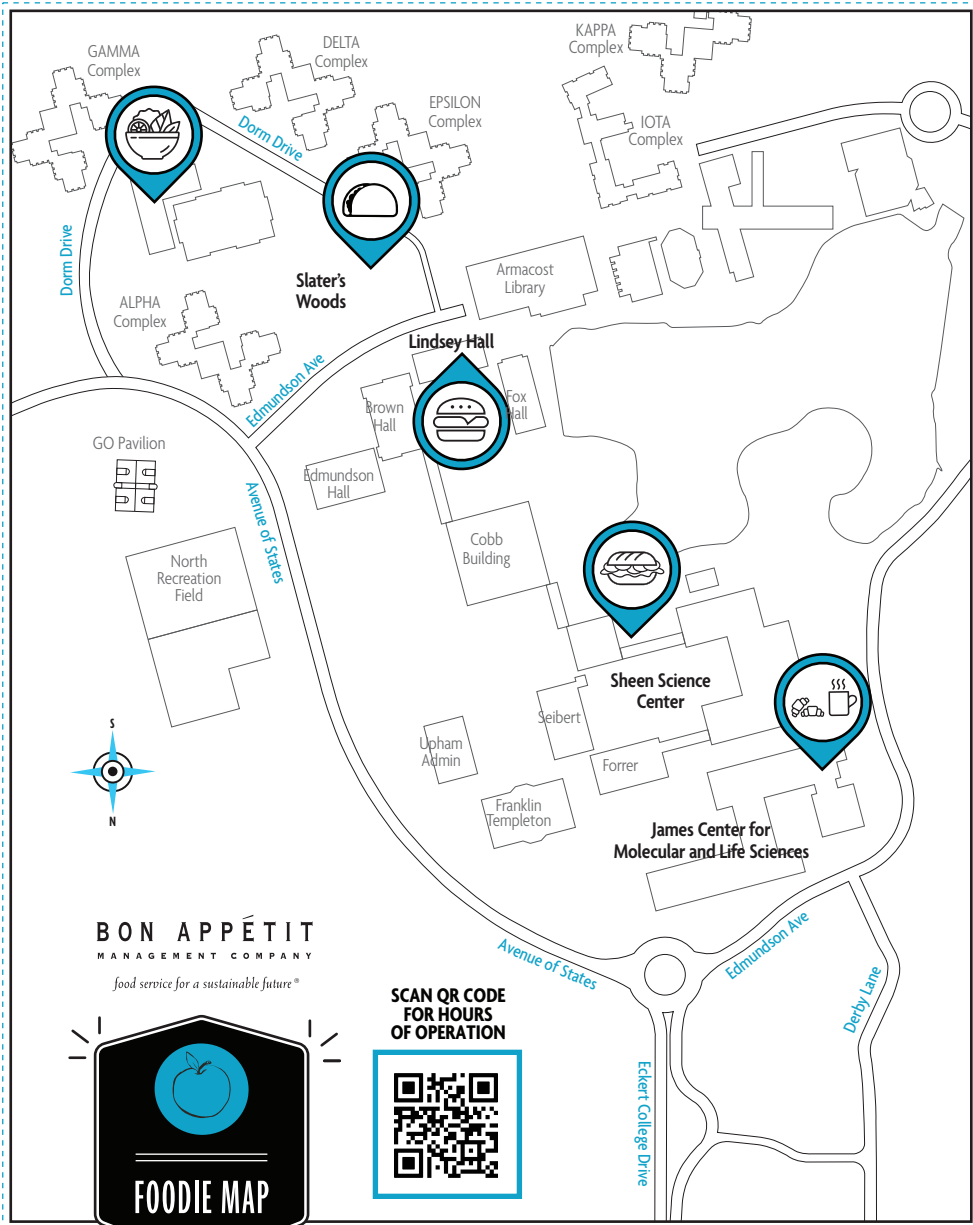 GAMMA
Complex
DELTA
Complex
KAPPA
Complex
EPSILON
Complex
IOTA
Complex
Dorm Drive
Dorm Drive
Slater's
Woods
Armacost
Library
ALPHA
Complex
Lindsey Hall
Edmundson Ave
Brown
Hall
Fox
Hall
GO Pavilion
Edmundson
Hall
Avenue of States
Cobb
Building
North
Recreation
Field
Sheen Science
Center
Seibert
S
N
Upham
Admin
Forrer
Franklin
Templeton
James Center for
Molecular and Life Sciences
BON APPÉTIT
MANAGEMENT COMPANY
food service for a sustainable future®
Avenue of States
Edmundson Ave
Derby Lane
SCAN QR CODE
FOR HOURS
OF OPERATION
Eckert College Drive
FOODIE MAP